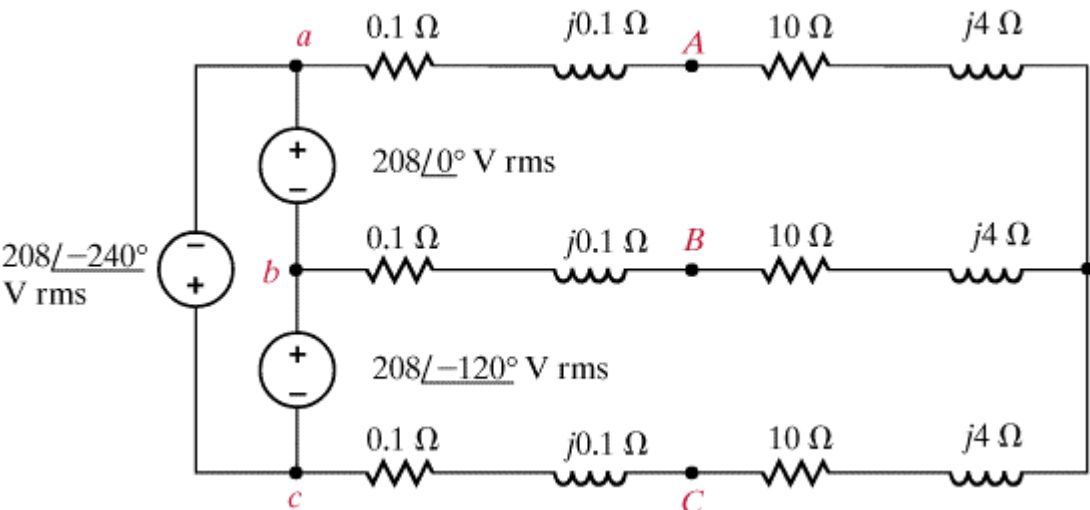 0.1 Ω j0.1 Ω 10 Ω j4 Ω
a A
+
208/0° V rms
−
0.1 Ω j0.1 Ω B 10 Ω j4 Ω
208/−240°
V rms
−
+
b
+
208/−120° V rms
−
0.1 Ω j0.1 Ω 10 Ω j4 Ω
c C